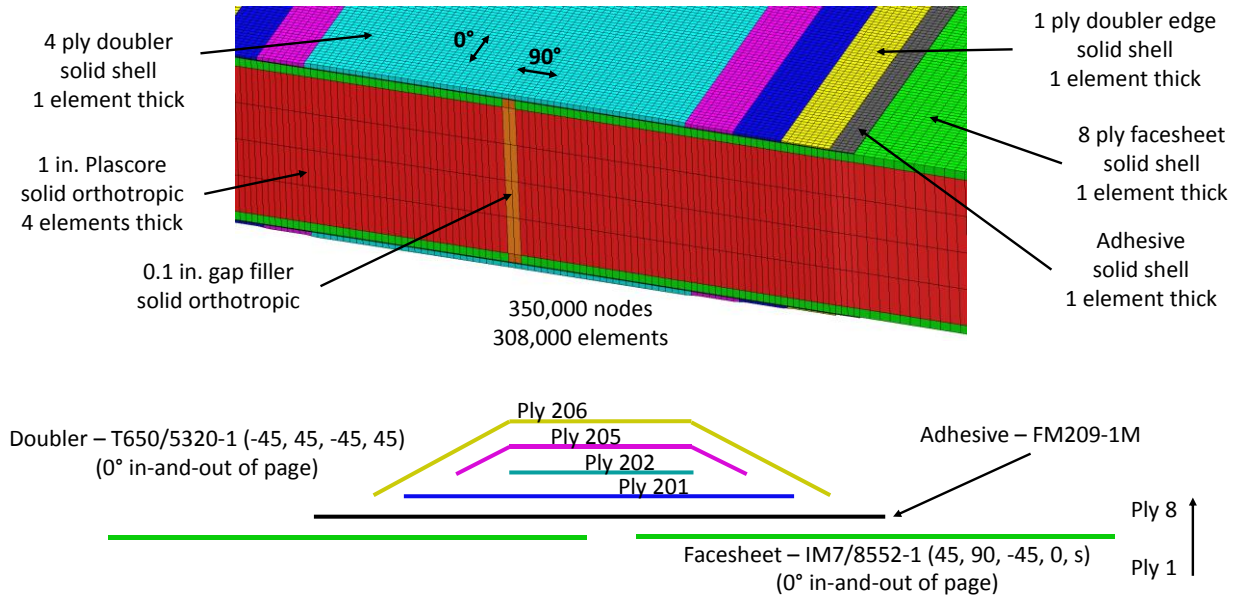 4 ply doubler
solid shell
1 element thick
0°
90°
1 ply doubler edge
solid shell
1 element thick
1 in. Plascore
solid orthotropic
4 elements thick
8 ply facesheet
solid shell
1 element thick
0.1 in. gap filler
solid orthotropic
Adhesive
solid shell
1 element thick
350,000 nodes
308,000 elements
Doubler – T650/5320-1 (-45, 45, -45, 45)
(0° in-and-out of page)
Ply 206
Ply 205
Ply 202
Ply 201
Adhesive – FM209-1M
Ply 8
Ply 1
Facesheet – IM7/8552-1 (45, 90, -45, 0, s)
(0° in-and-out of page)